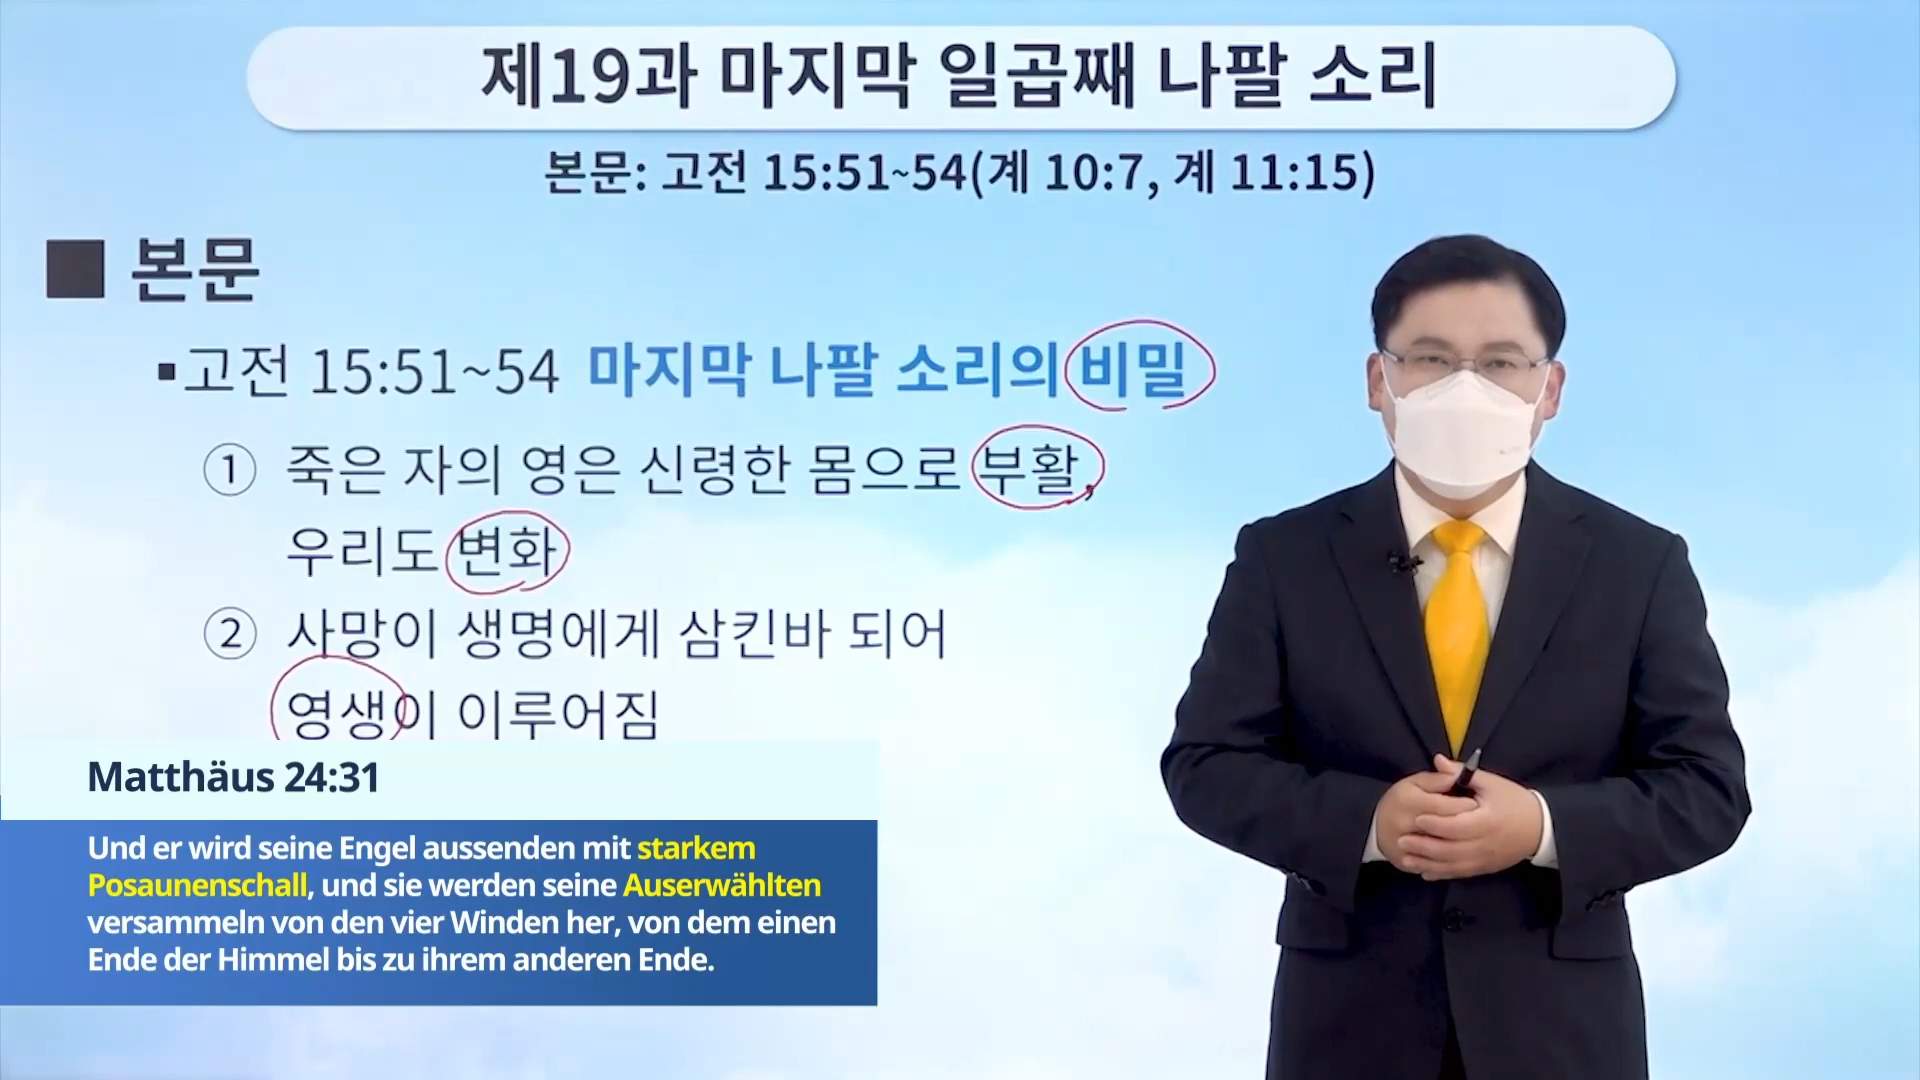 제19과 마지막 일곱째 나팔 소리
본문: 고전 15:51~54(계 10:7, 계 11:15)
■ 본문
▪고전 15:51~54 마지막 나팔 소리의 비밀
① 죽은 자의 영은 신령한 몸으로 부활,
우리도 변화
② 사망이 생명에게 삼킨바 되어
영생이 이루어짐
Matthäus 24:31
Und er wird seine Engel aussenden mit starkem
Posaunenschall, und sie werden seine Auserwählten
versammeln von den vier Winden her, von dem einen
Ende der Himmel bis zu ihrem anderen Ende.